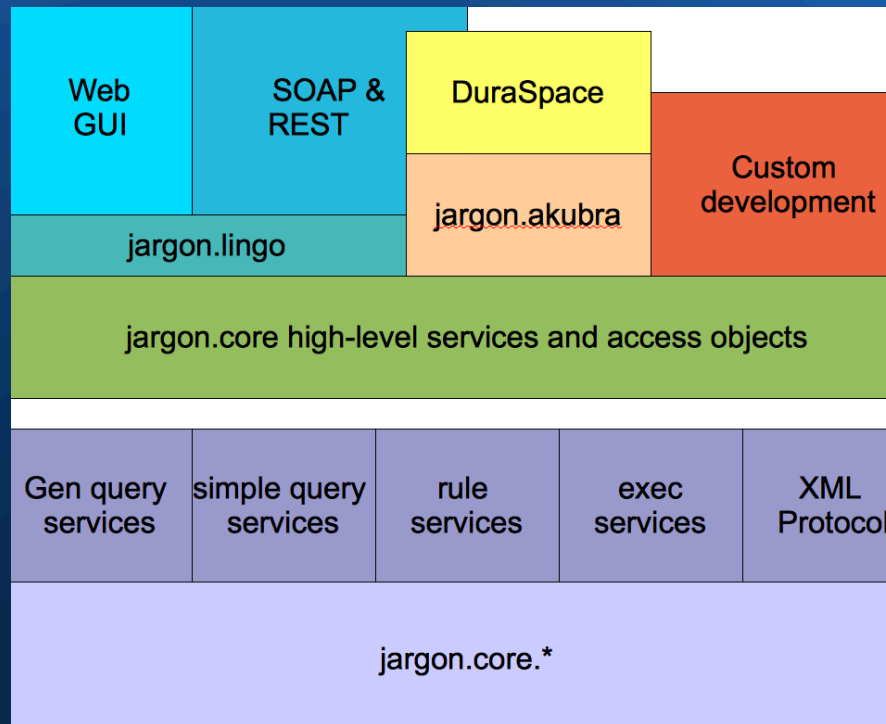 Web
GUI
SOAP &
REST
DuraSpace
Custom
development
jargon.akubra
jargon.lingo
jargon.core high-level services and access objects
Gen query
services
simple query
services
rule
services
exec
services
XML
Protocol
jargon.core.*